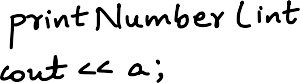 printNumber (int
cout << a;